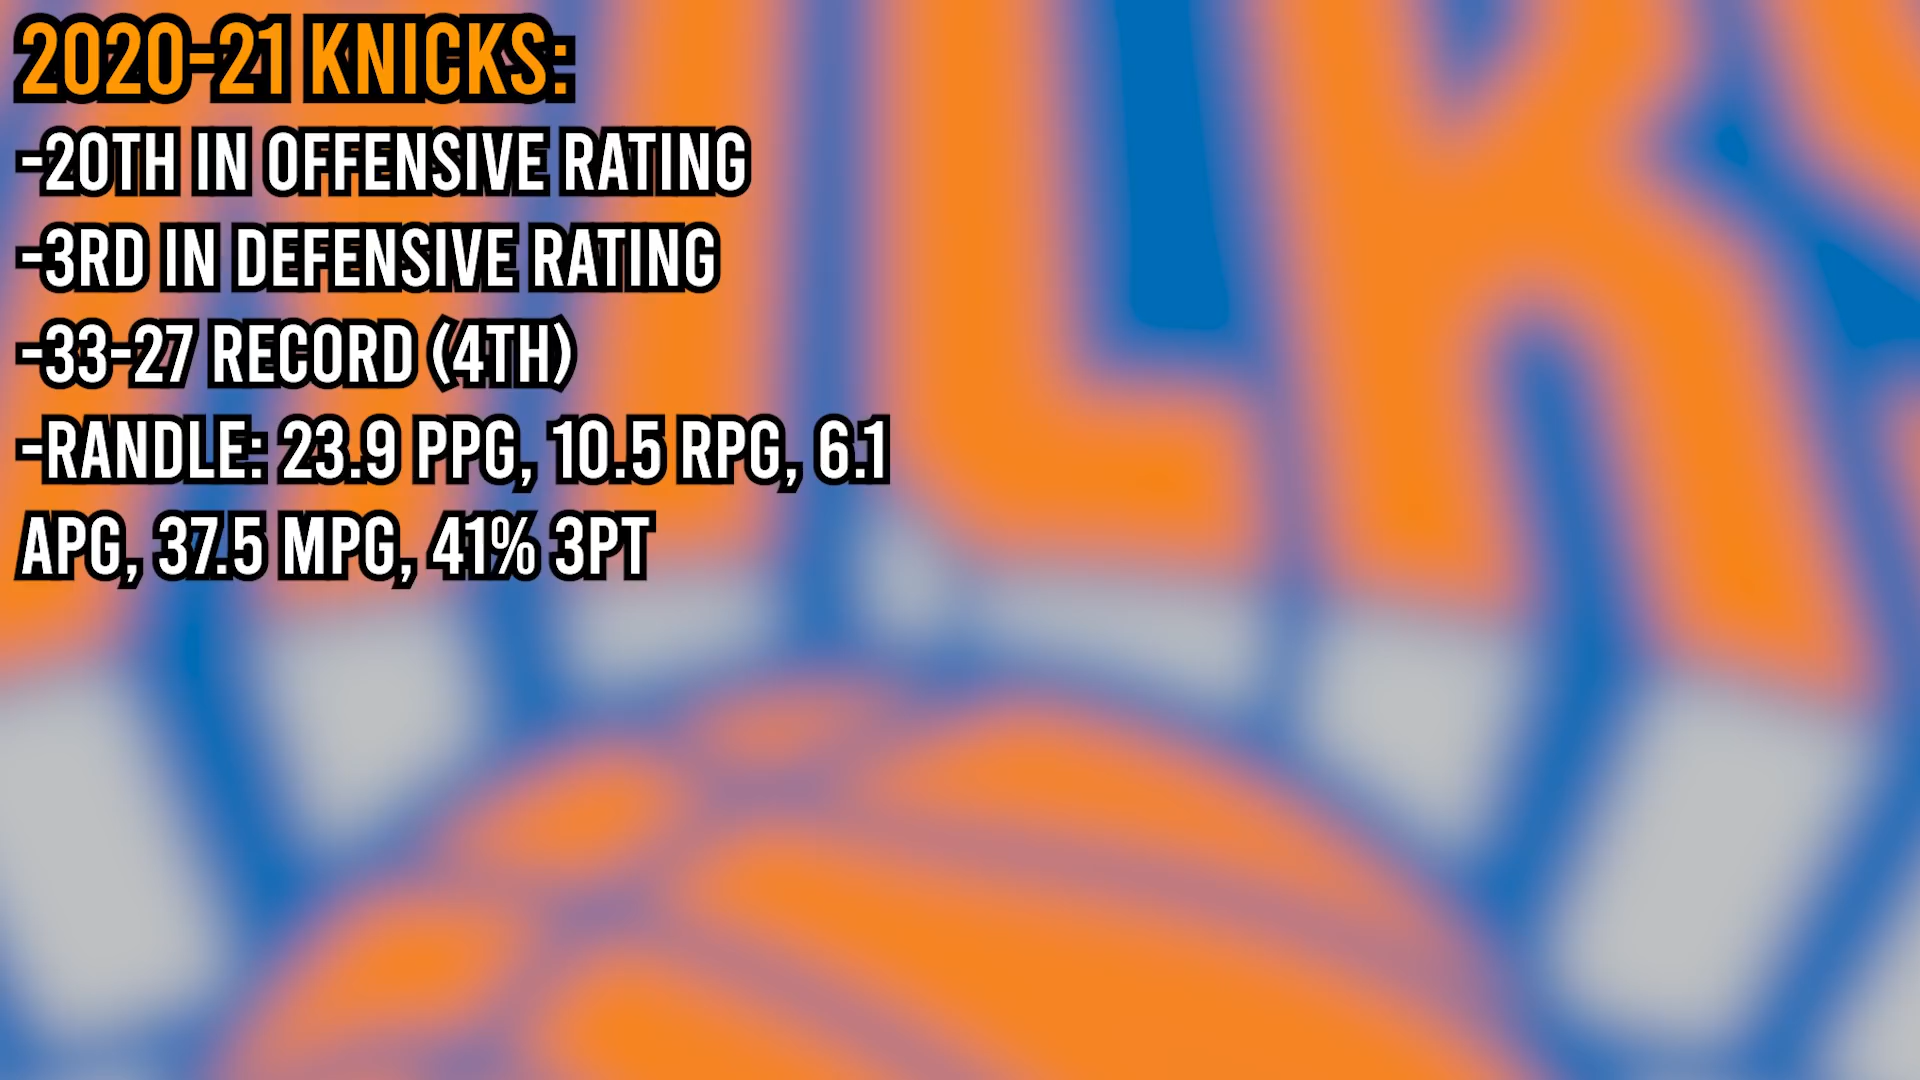 2020-21 KNICKS:
-20TH IN OFFENSIVE RATING
-3RD IN DEFENSIVE RATING
-33-27 RECORD (4TH)
-RANDLE: 23.9 PPG, 10.5 RPG, 6.1
APG, 37.5 MPG, 41% 3PT